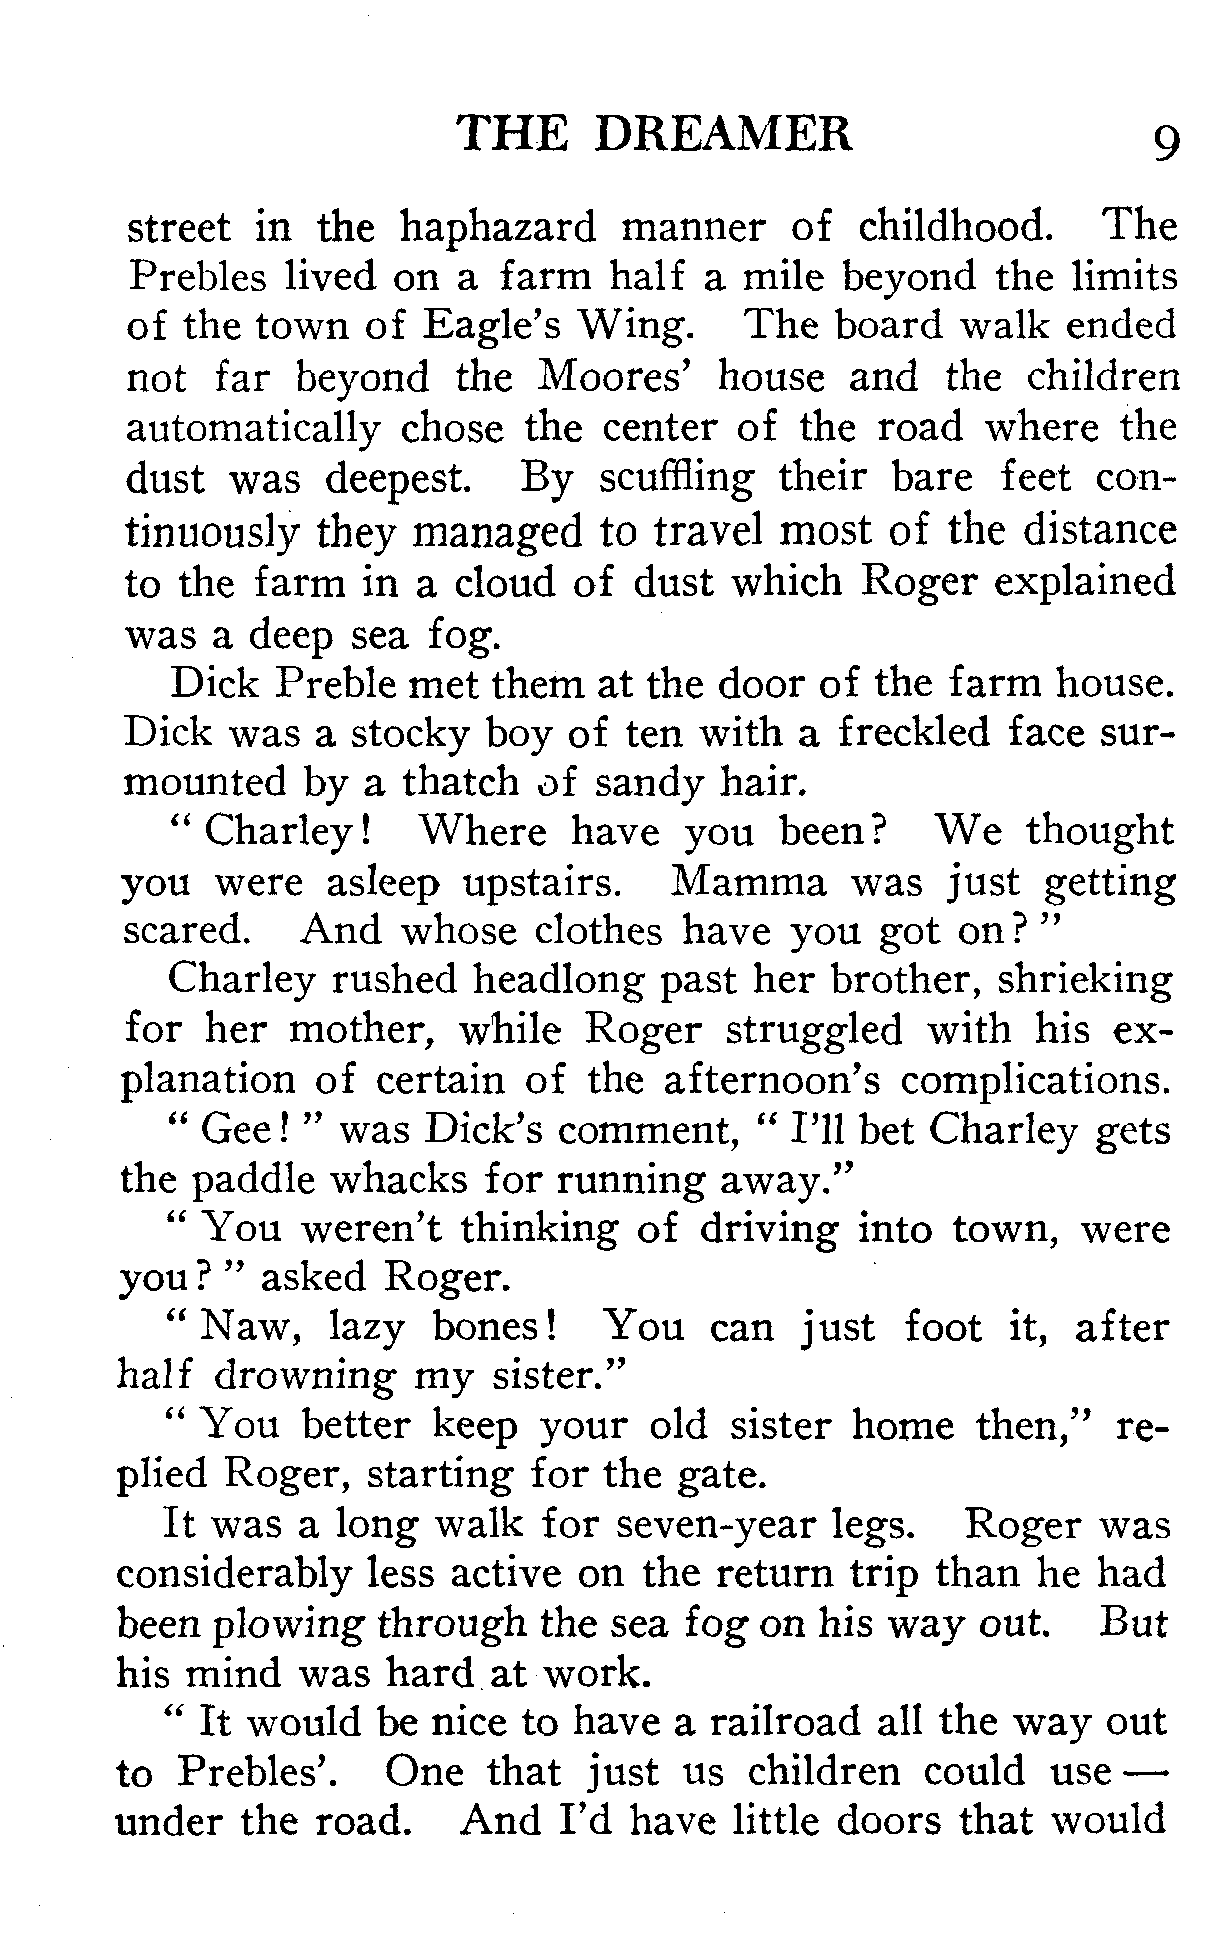 THE DREAMER 9
street in the haphazard manner of childhood. The
Prebles lived on a farm half a mile beyond the limits
of the town of Eagle's Wing. The board walk ended
not far beyond the Moores' house and the children
automatically chose the center of the road where the
dust was deepest. By scuffling their bare feet con-
tinuously they managed to travel most of the distance
to the farm in a cloud of dust which Roger explained
was a deep sea fog.
Dick Preble met them at the door of the farm house.
Dick was a stocky boy of ten with a freckled face sur-
mounted by a thatch of sandy hair.
" Charley! Where have you been? We thought
you were asleep upstairs. Mamma was just getting
scared. And whose clothes have you got on? "
Charley rushed headlong past her brother, shrieking
for her mother, while Roger struggled with his ex-
planation of certain of the afternoon's complications.
" Gee! " was Dick's comment, " I'll bet Charley gets
the paddle whacks for running away."
" You weren't thinking of driving into town, were
you? " asked Roger.
" Naw, lazy bones! You can just foot it, after
half drowning my sister."
" You better keep your old sister home then," re-
plied Roger, starting for the gate.
It was a long walk for seven-year legs. Roger was
considerably less active on the return trip than he had
been plowing through the sea fog on his way out. But
his mind was hard at work.
" It would be nice to have a railroad all the way out
to Prebles'. One that just us children could use —
under the road. And I'd have little doors that would